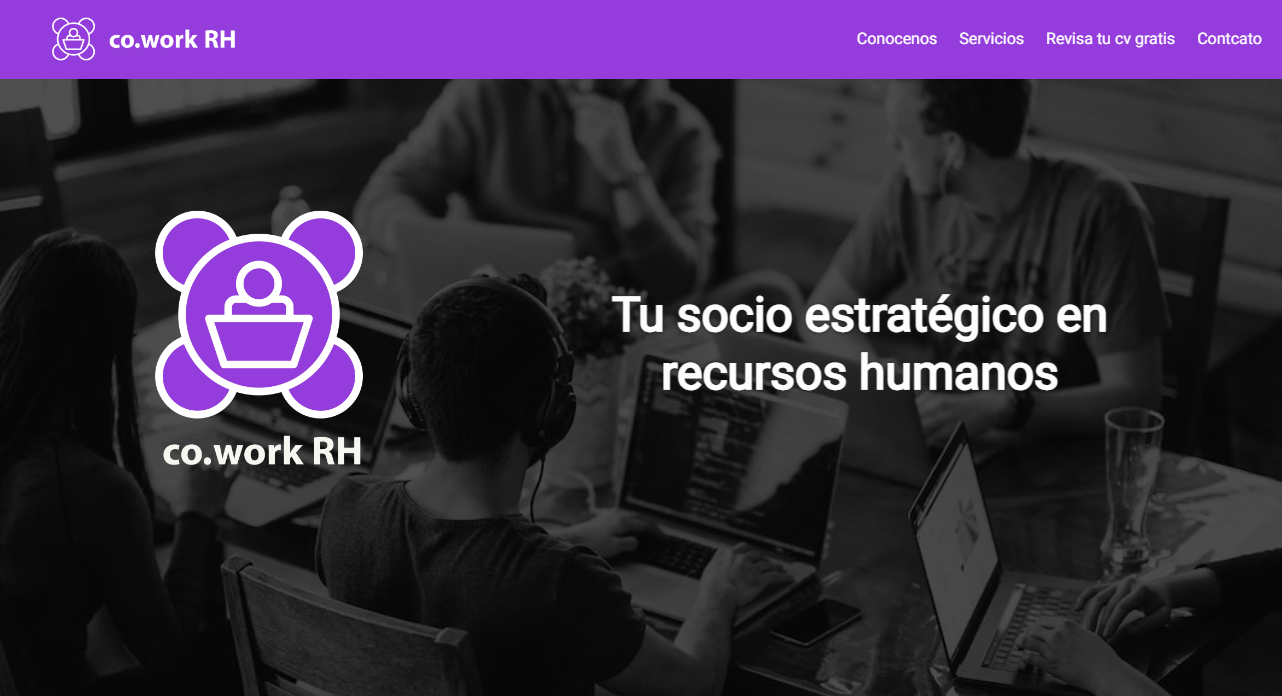 co.work RH
Conocenos Servicios Revisa tu cv gratis Contcato
Tu socio estratégico en
recursos humanos
co.work RH